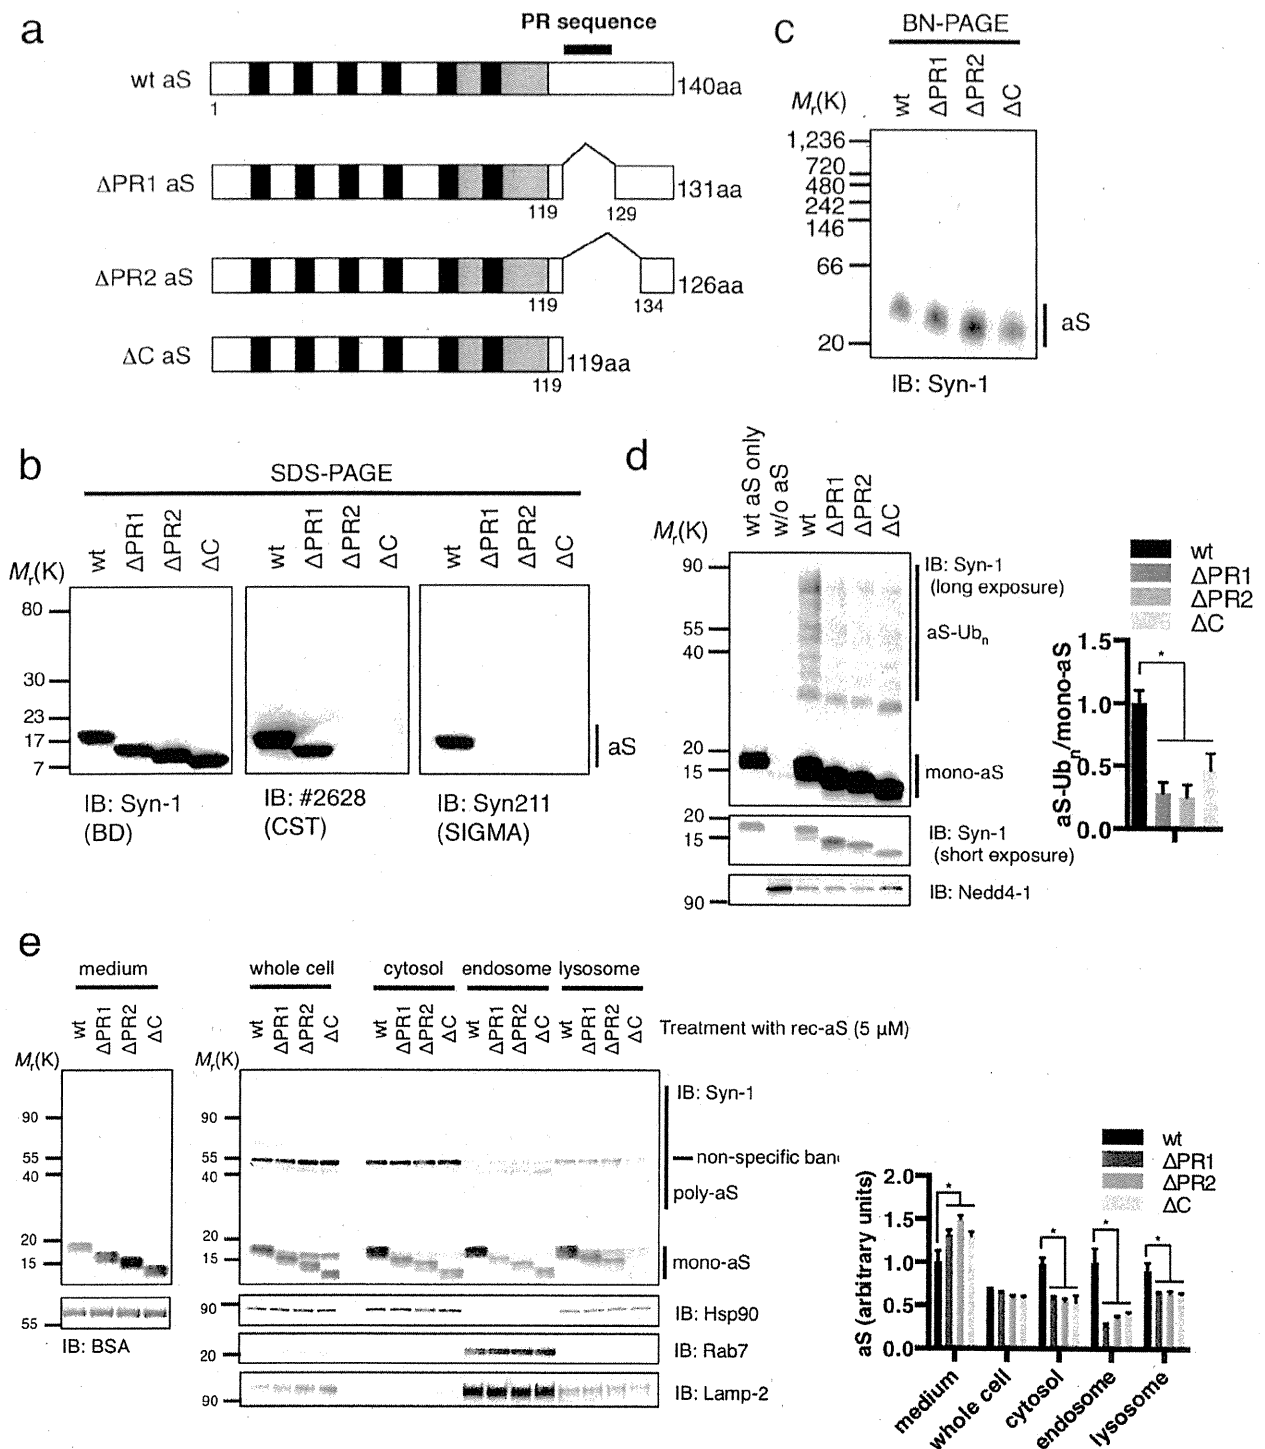 a
PR sequence
wt aS
140aa
1
ΔPR1 aS
131aa
119
129
ΔPR2 aS
126aa
119
134
ΔC aS
119aa
119
c
BN-PAGE
Mr(K)
wt
ΔPR1
ΔPR2
ΔC
1,236
720
480
242
146
66
20
aS
IB: Syn-1
b
SDS-PAGE
wt
ΔPR1
ΔPR2
ΔC
wt
ΔPR1
ΔPR2
ΔC
wt
ΔPR1
ΔPR2
ΔC
Mr(K)
80
30
23
17
7
aS
IB: Syn-1
(BD)
IB: #2628
(CST)
IB: Syn211
(SIGMA)
d
wt aS only
w/o aS
wt
ΔPR1
ΔPR2
ΔC
Mr(K)
90
55
40
20
15
20
15
90
IB: Syn-1
(long exposure)
aS-Ubn
mono-aS
IB: Syn-1
(short exposure)
IB: Nedd4-1
wt
ΔPR1
ΔPR2
ΔC
aS-Ubn/mono-aS
1.5
1.0
0.5
0.0
*
e
medium
whole cell
cytosol
endosome
lysosome
wt
ΔPR1
ΔPR2
ΔC
wt
ΔPR1
ΔPR2
ΔC
wt
ΔPR1
ΔPR2
ΔC
wt
ΔPR1
ΔPR2
ΔC
wt
ΔPR1
ΔPR2
ΔC
Treatment with rec-aS (5 μM)
Mr(K)
90
55
40
20
15
55
IB: BSA
Mr(K)
90
55
40
20
15
90
20
90
IB: Syn-1
non-specific ban
poly-aS
mono-aS
IB: Hsp90
IB: Rab7
IB: Lamp-2
wt
ΔPR1
ΔPR2
ΔC
aS (arbitrary units)
2.0
1.5
1.0
0.5
0.0
*
*
*
*
medium
whole cell
cytosol
endosome
lysosome